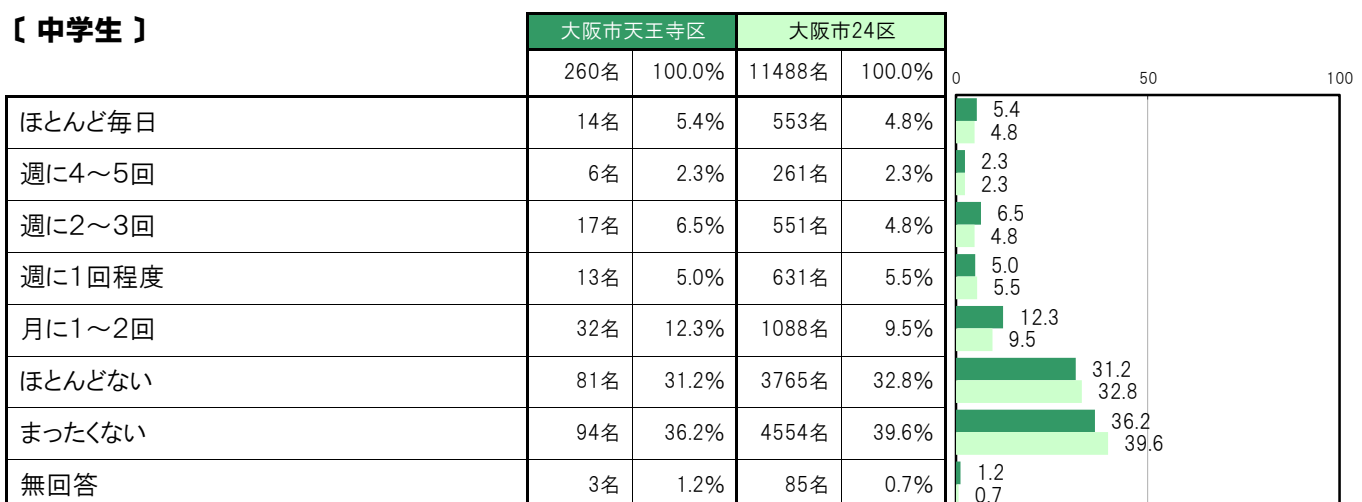 〔 中学生 〕
大阪市天王寺区 大阪市24区
260名 100.0% 11488名 100.0%
0 50 100
ほとんど毎日 14名 5.4% 553名 4.8%
5.4
4.8
週に4～5回 6名 2.3% 261名 2.3%
2.3
2.3
週に2～3回 17名 6.5% 551名 4.8%
6.5
4.8
週に1回程度 13名 5.0% 631名 5.5%
5.0
5.5
月に1～2回 32名 12.3% 1088名 9.5%
12.3
9.5
ほとんどない 81名 31.2% 3765名 32.8%
31.2
32.8
まったくない 94名 36.2% 4554名 39.6%
36.2
39.6
無回答 3名 1.2% 85名 0.7%
1.2
0.7